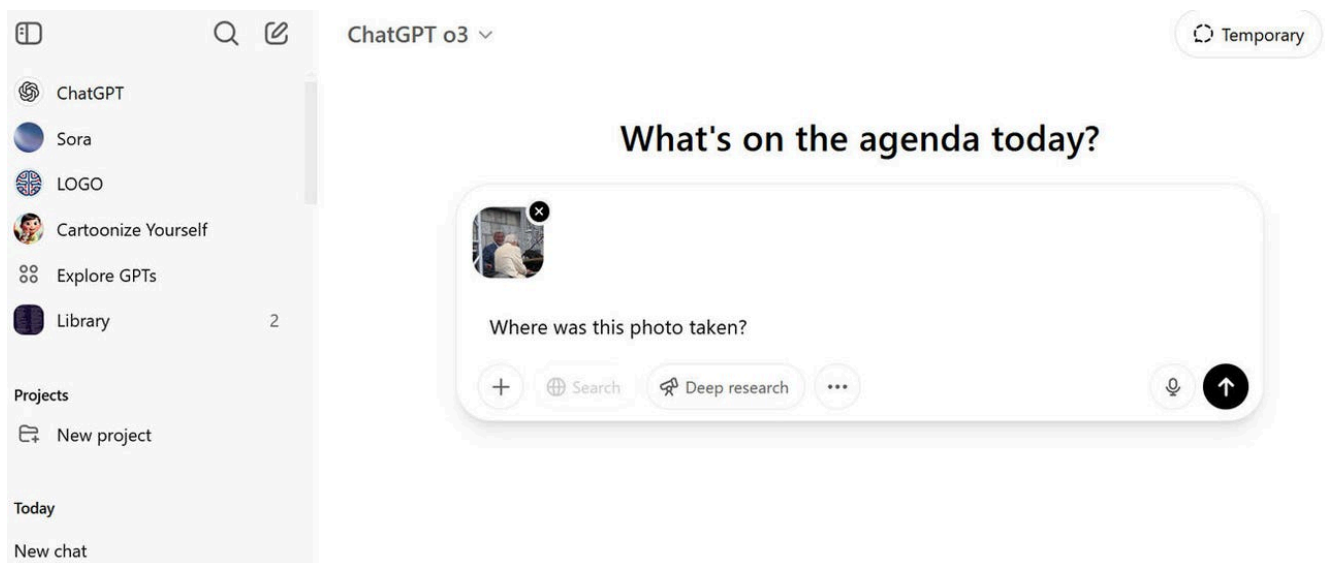 ChatGPT o3
Temporary
ChatGPT
Sora
LOGO
Cartoonize Yourself
Explore GPTs
Library 2
Projects
New project
Today
New chat
What's on the agenda today?
Where was this photo taken?
Search
Deep research